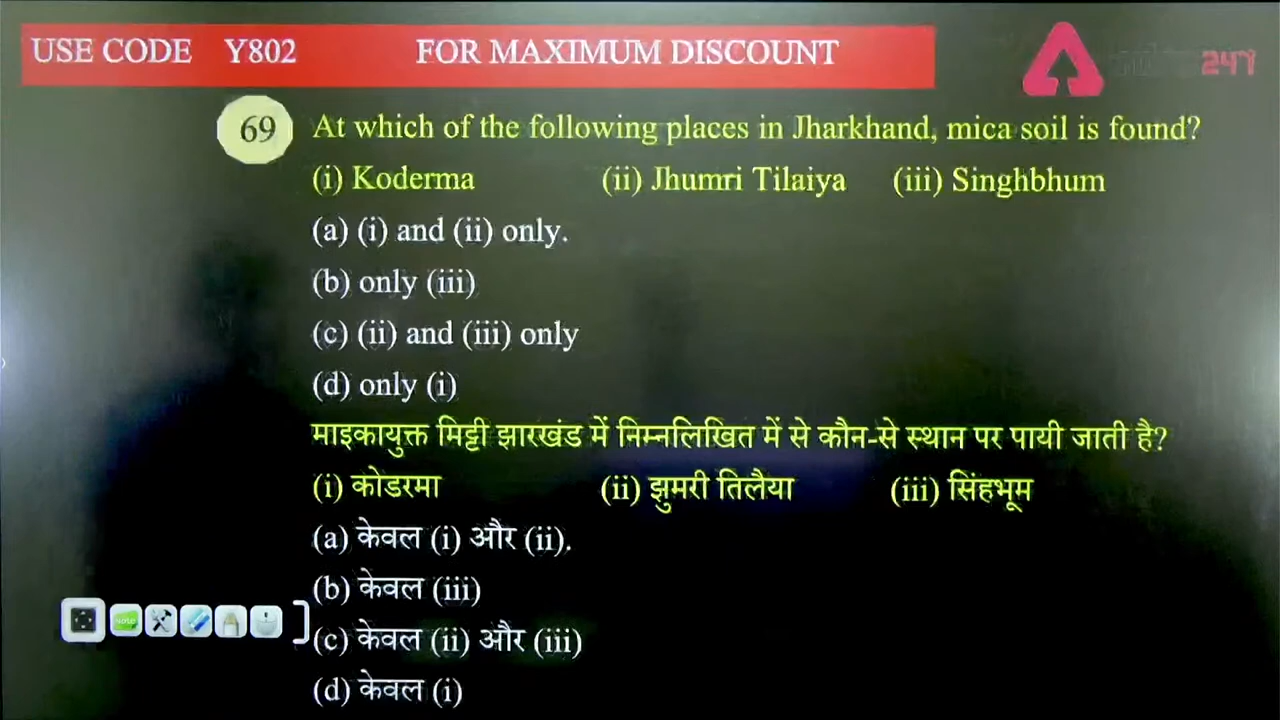 USE CODE Y802 FOR MAXIMUM DISCOUNT
247
69 At which of the following places in Jharkhand, mica soil is found?
(i) Koderma (ii) Jhumri Tilaiya (iii) Singhbhum
(a) (i) and (ii) only.
(b) only (iii)
(c) (ii) and (iii) only
(d) only (i)
माइकायुक्त मिट्टी झारखंड में निम्नलिखित में से कौन-से स्थान पर पायी जाती है?
(i) कोडरमा (ii) झुमरी तिलैया (iii) सिंहभूम
(a) केवल (i) और (ii).
(b) केवल (iii)
(c) केवल (ii) और (iii)
(d) केवल (i)